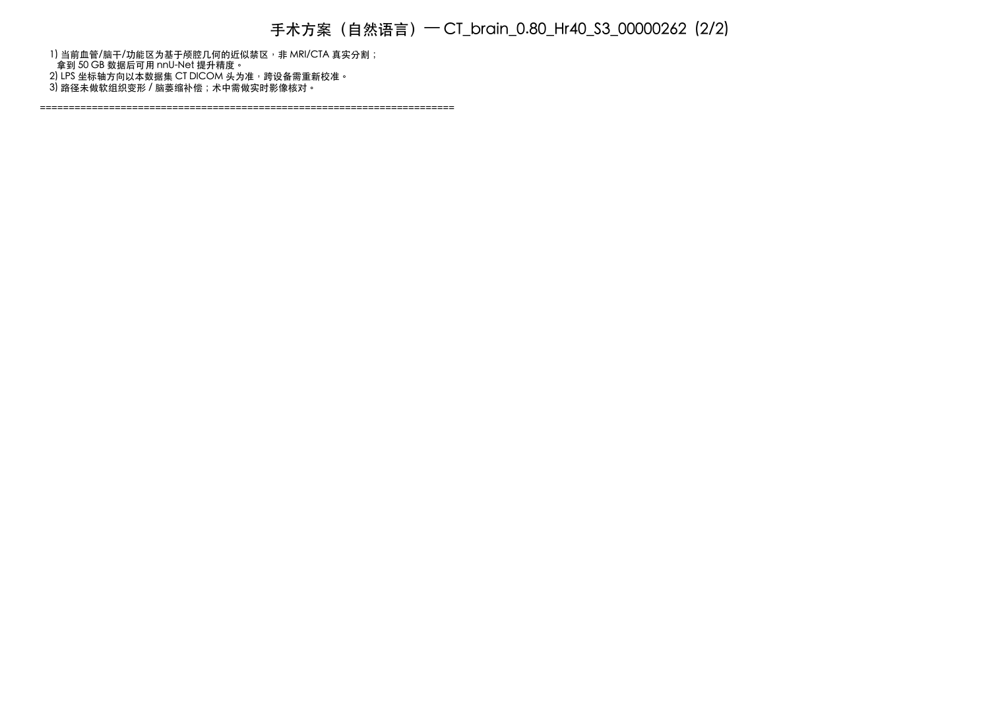 手术方案（自然语言）— CT_brain_0.80_Hr40_S3_00000262  (2/2)
1) 当前血管/脑干/功能区为基于颅腔几何的近似禁区，非 MRI/CTA 真实分割；
拿到 50 GB 数据后可用 nnU-Net 提升精度。
2) LPS 坐标轴方向以本数据集 CT DICOM 头为准，跨设备需重新校准。
3) 路径未做软组织变形 / 脑萎缩补偿；术中需做实时影像核对。
========================================================================